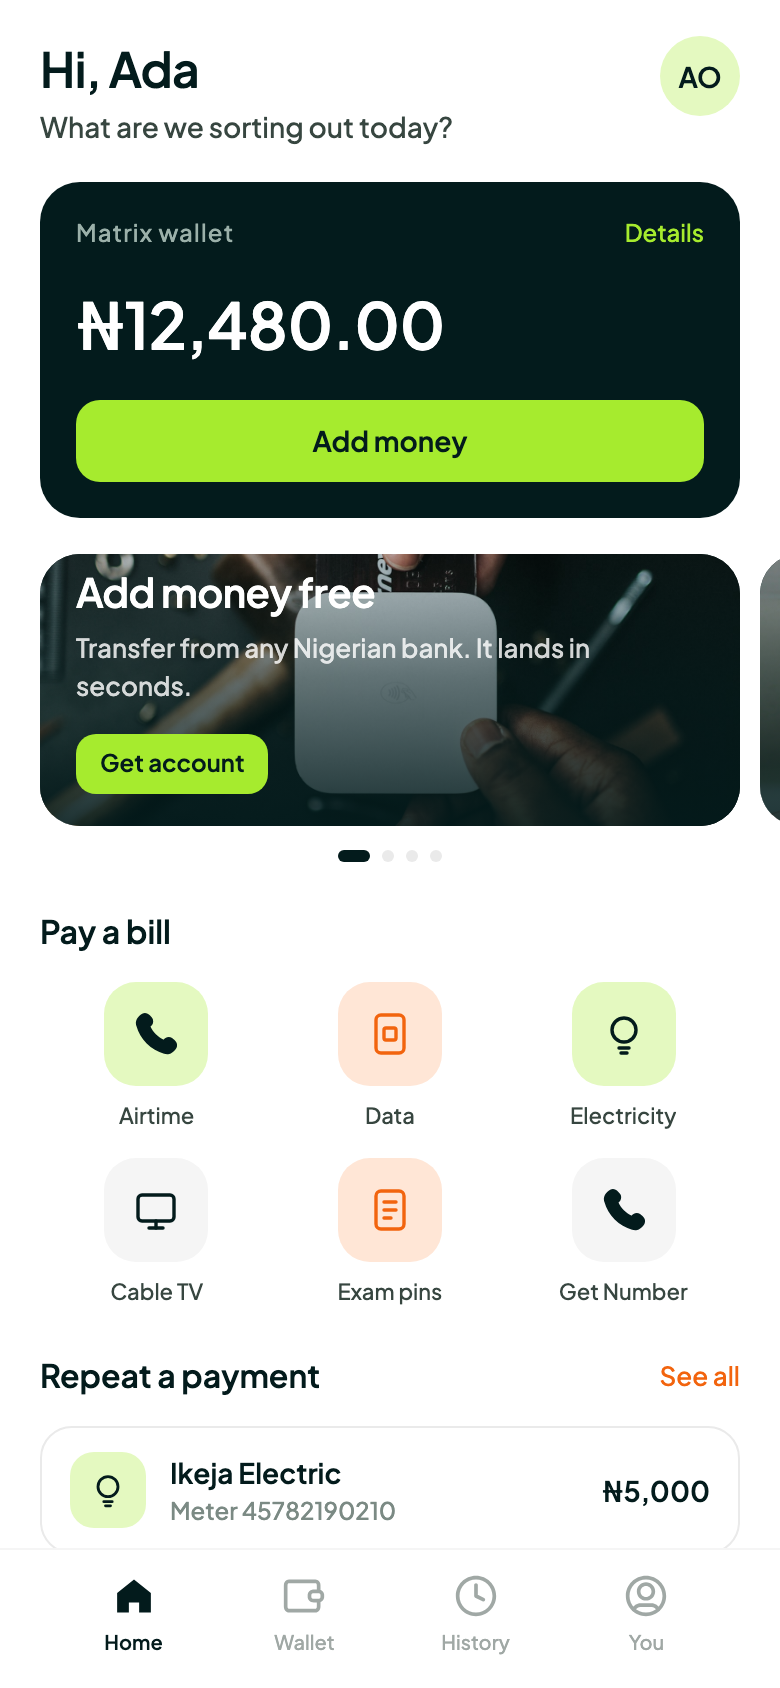 Hi, Ada
AO
What are we sorting out today?
Matrix wallet
Details
₦12,480.00
Add money
Add money free
Transfer from any Nigerian bank. It lands in
seconds.
Get account
Pay a bill
Airtime
Data
Electricity
Cable TV
Exam pins
Get Number
Repeat a payment
See all
Ikeja Electric
Meter 45782190210
₦5,000
Home
Wallet
History
You